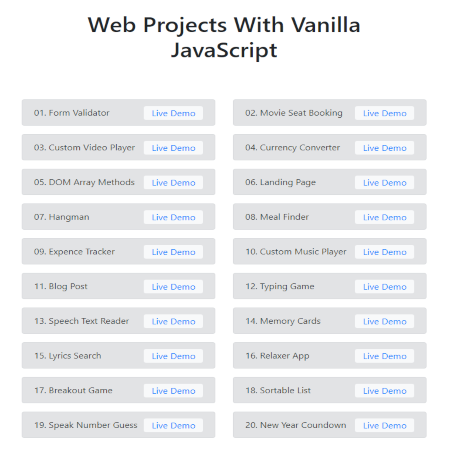 Web Projects With Vanilla
JavaScript
01. Form Validator Live Demo
02. Movie Seat Booking Live Demo
03. Custom Video Player Live Demo
04. Currency Converter Live Demo
05. DOM Array Methods Live Demo
06. Landing Page Live Demo
07. Hangman Live Demo
08. Meal Finder Live Demo
09. Expence Tracker Live Demo
10. Custom Music Player Live Demo
11. Blog Post Live Demo
12. Typing Game Live Demo
13. Speech Text Reader Live Demo
14. Memory Cards Live Demo
15. Lyrics Search Live Demo
16. Relaxer App Live Demo
17. Breakout Game Live Demo
18. Sortable List Live Demo
19. Speak Number Guess Live Demo
20. New Year Coundown Live Demo